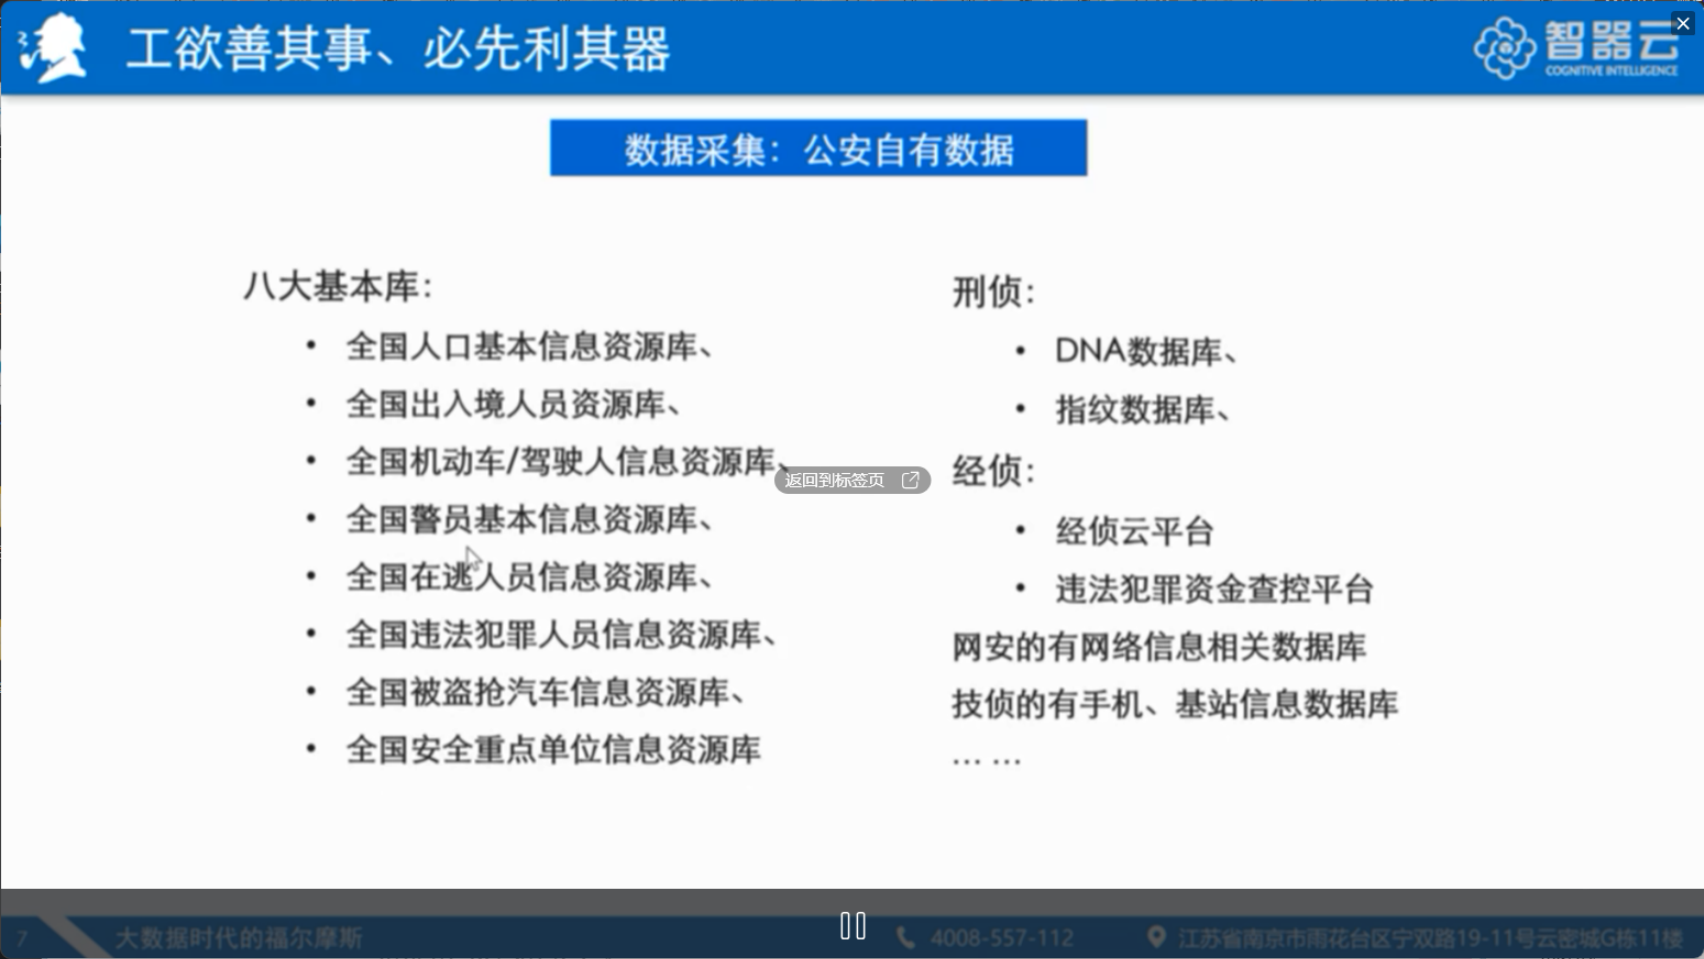 工欲善其事、必先利其器
智器云
COGNITIVE INTELLIGENCE
数据采集：公安自有数据
八大基本库：
• 全国人口基本信息资源库、
• 全国出入境人员资源库、
• 全国机动车/驾驶人信息资源库、
• 全国警员基本信息资源库、
• 全国在逃人员信息资源库、
• 全国违法犯罪人员信息资源库、
• 全国被盗抢汽车信息资源库、
• 全国安全重点单位信息资源库
返回到标签页
刑侦：
• DNA数据库、
• 指纹数据库、
经侦：
• 经侦云平台
• 违法犯罪资金查控平台
网安的有网络信息相关数据库
技侦的有手机、基站信息数据库
... ...
7
大数据时代的福尔摩斯
4008-557-112
江苏省南京市雨花台区宁双路19-11号云密城G栋11楼